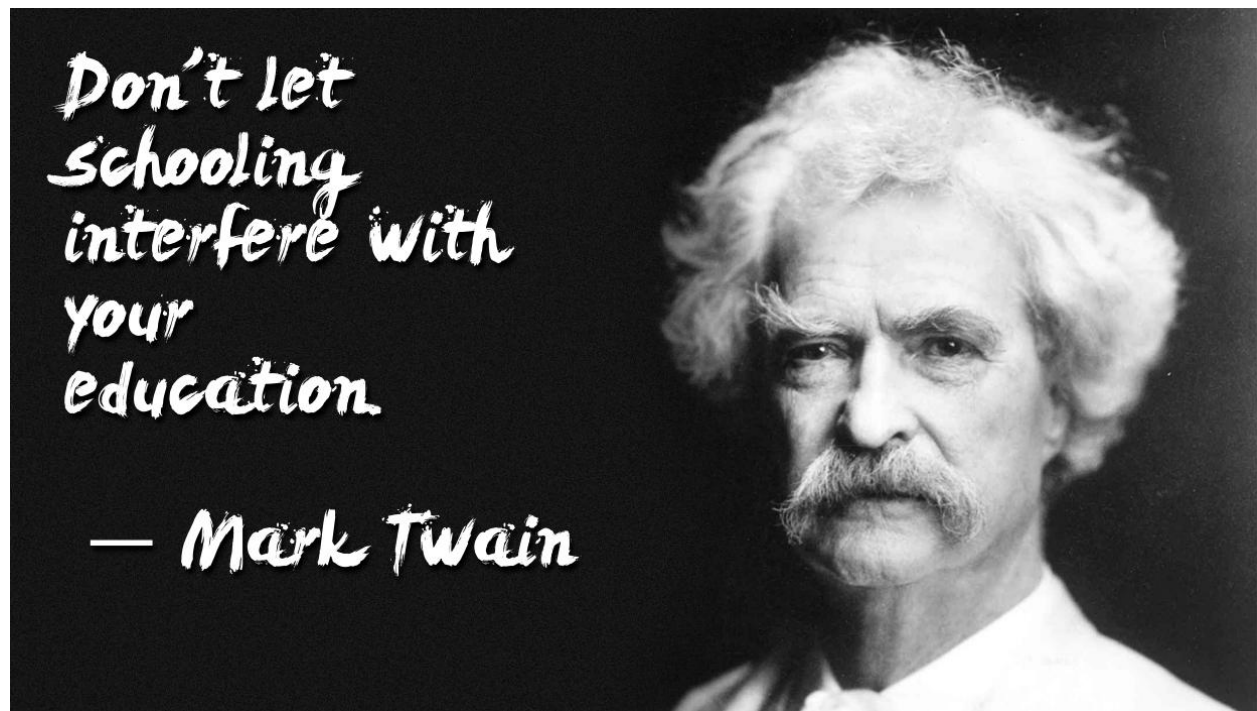 Don't let
schooling
interfere with
your
education.
— Mark Twain